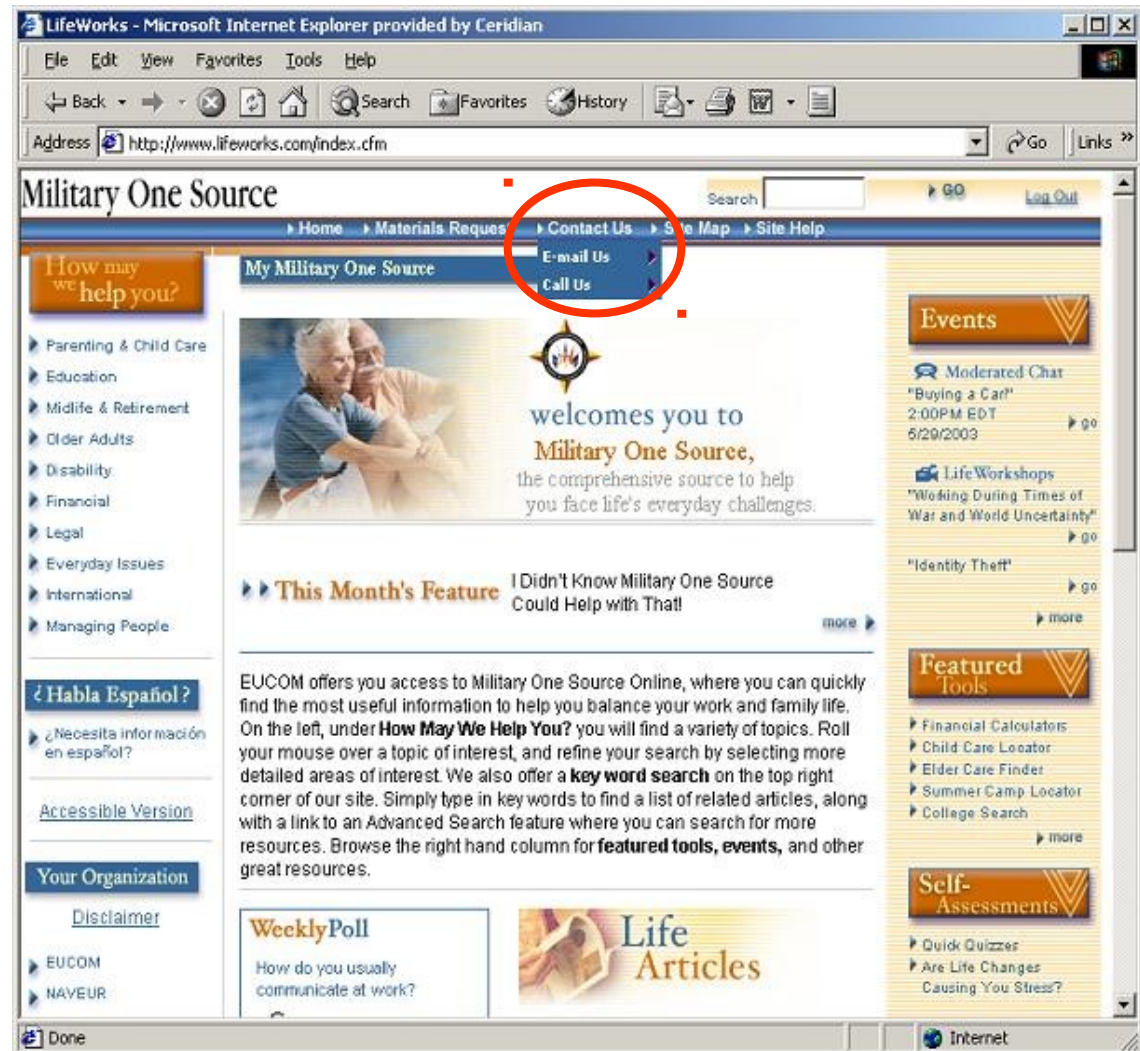 LifeWorks - Microsoft Internet Explorer provided by Ceridian
File Edit View Favorites Tools Help
Back Search Favorites History
Address http://www.lifeworks.com/index.cfm Go Links »
Military One Source
Search GO Log Out
Home Materials Request Contact Us Site Map Site Help
E-mail Us
Call Us
How may
we help you?
Parenting & Child Care
Education
Midlife & Retirement
Older Adults
Disability
Financial
Legal
Everyday Issues
International
Managing People
¿Habla Español?
¿Necesita información
en español?
Accessible Version
Your Organization
Disclaimer
EUCOM
NAVEUR
My Military One Source
welcomes you to
Military One Source,
the comprehensive source to help
you face life's everyday challenges.
This Month's Feature
I Didn't Know Military One Source
Could Help with That!
more
EUCOM offers you access to Military One Source Online, where you can quickly
find the most useful information to help you balance your work and family life.
On the left, under How May We Help You? you will find a variety of topics. Roll
your mouse over a topic of interest, and refine your search by selecting more
detailed areas of interest. We also offer a key word search on the top right
corner of our site. Simply type in key words to find a list of related articles, along
with a link to an Advanced Search feature where you can search for more
resources. Browse the right hand column for featured tools, events, and other
great resources.
WeeklyPoll
How do you usually
communicate at work?
Life
Articles
Events
Moderated Chat
"Buying a Car!"
2:00PM EDT
5/29/2003
go
LifeWorkshops
"Working During Times of
War and World Uncertainty"
go
"Identity Theft"
go
more
Featured
Tools
Financial Calculators
Child Care Locator
Elder Care Finder
Summer Camp Locator
College Search
more
Self-
Assessments
Quick Quizzes
Are Life Changes
Causing You Stress?
Done
Internet